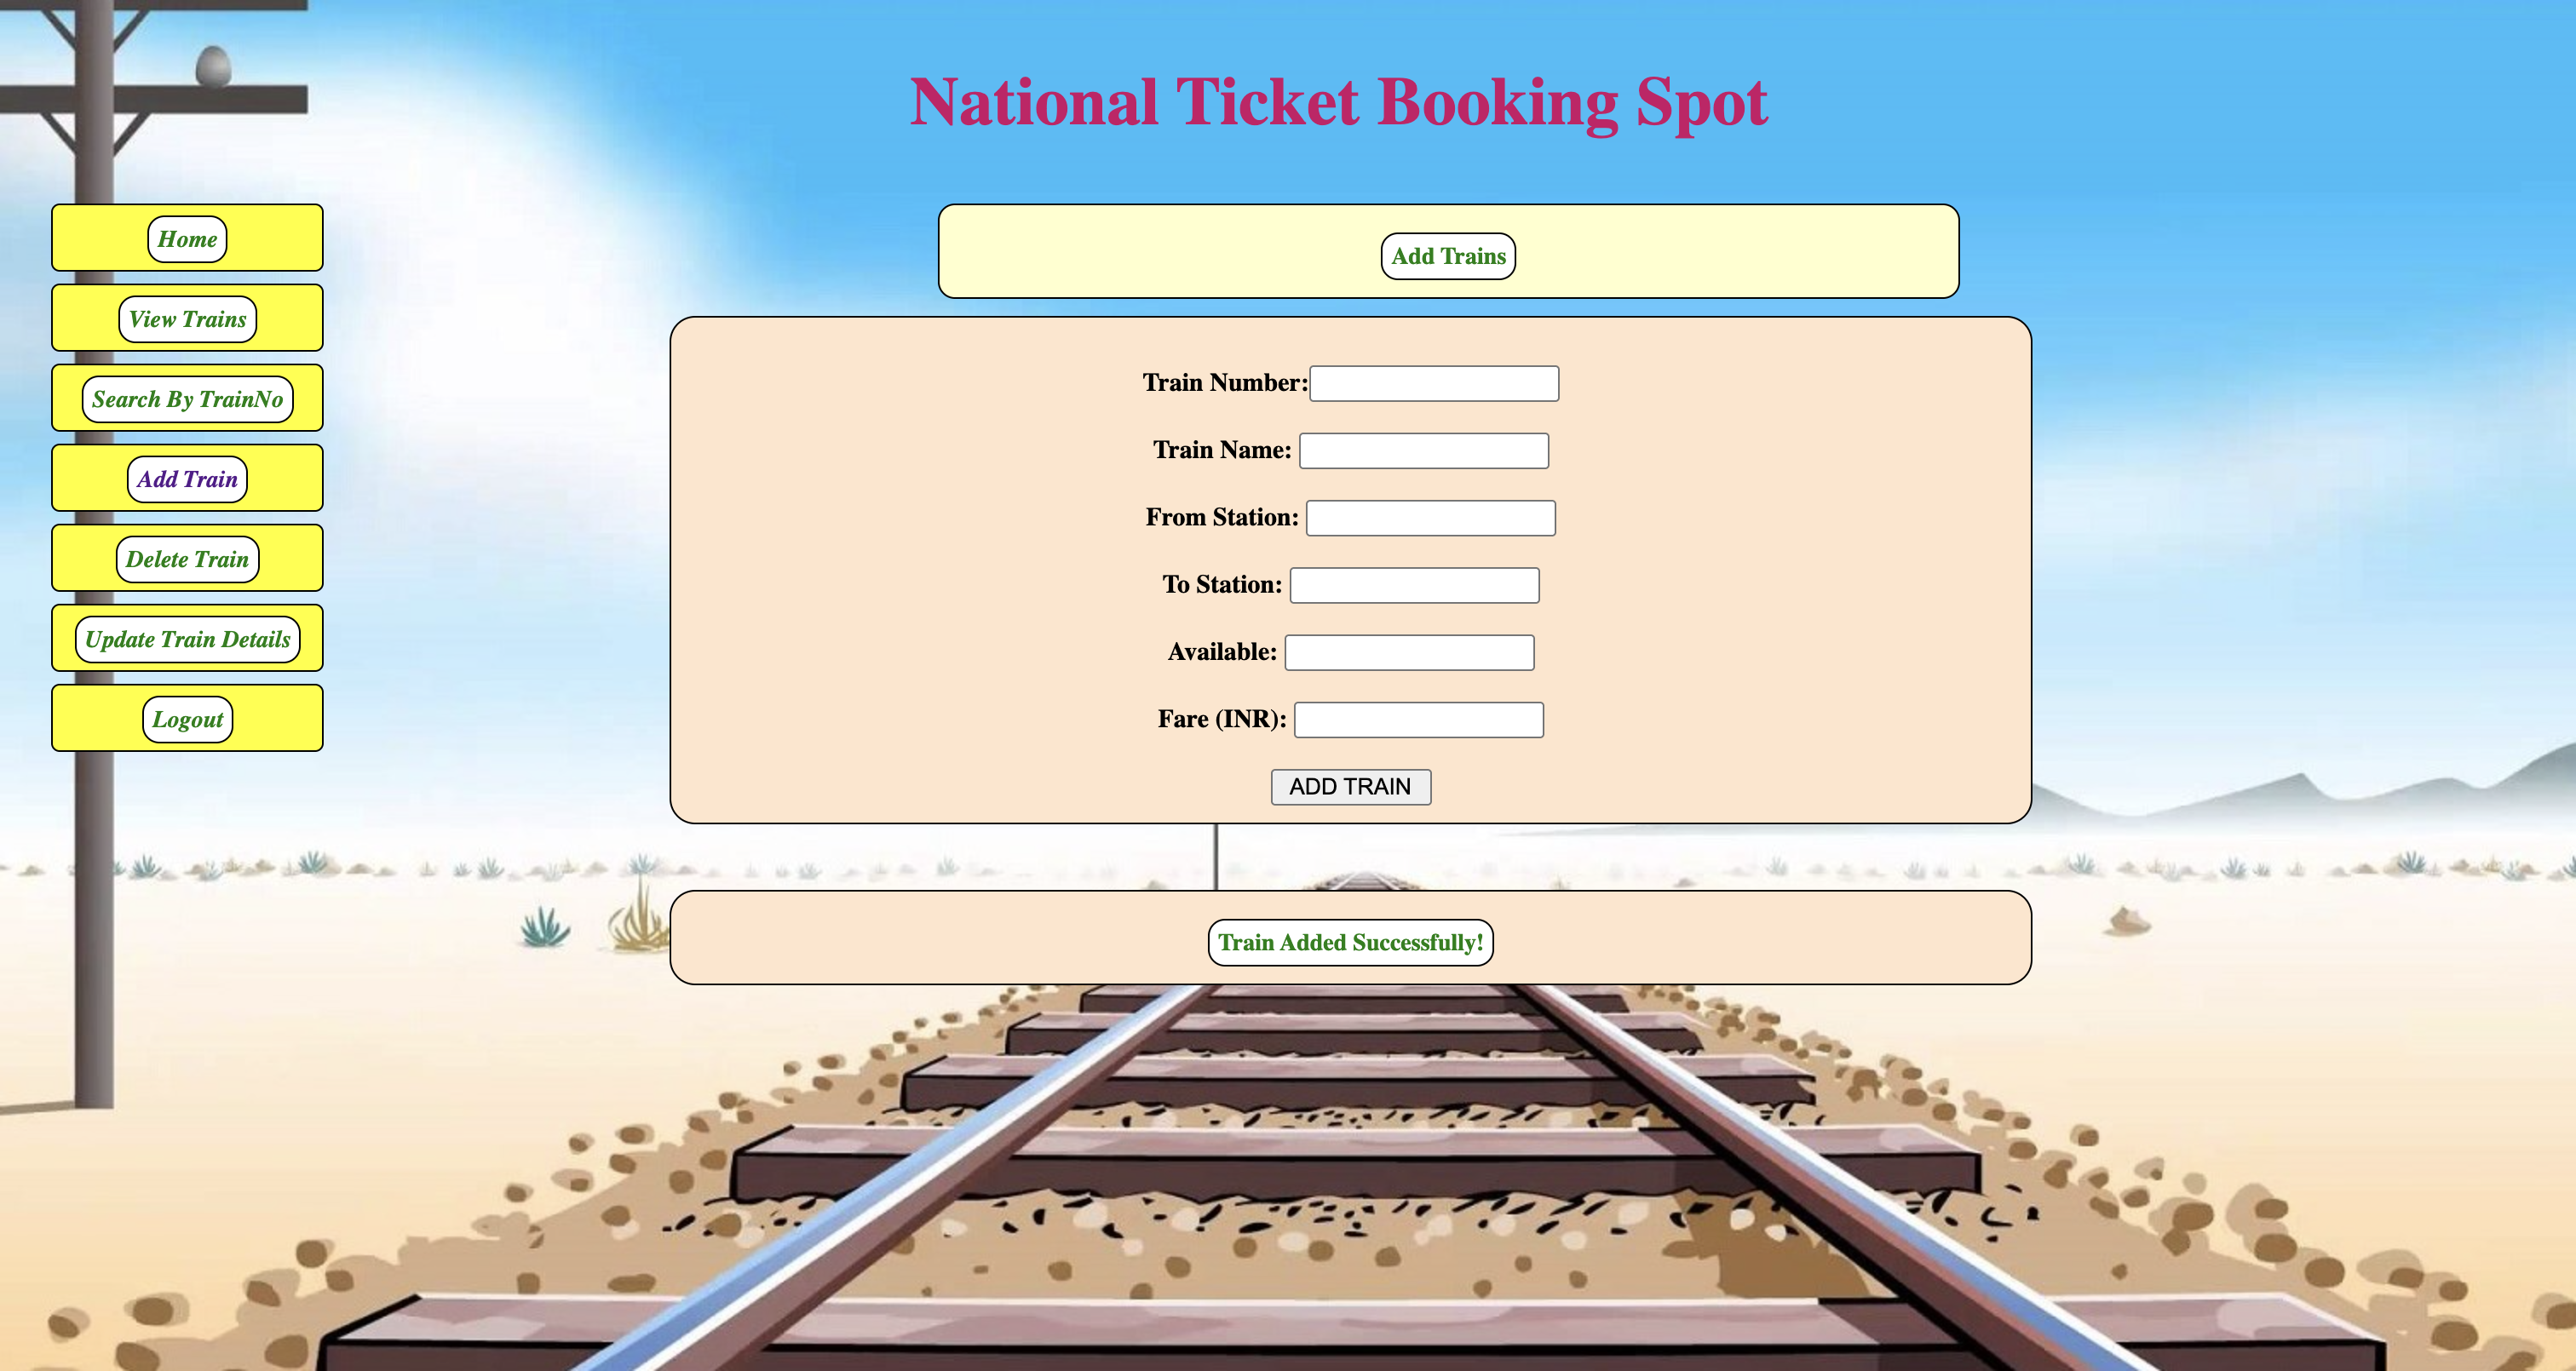 National Ticket Booking Spot
Home
View Trains
Search By TrainNo
Add Train
Delete Train
Update Train Details
Logout
Add Trains
Train Number:
Train Name:
From Station:
To Station:
Available:
Fare (INR):
ADD TRAIN
Train Added Successfully!